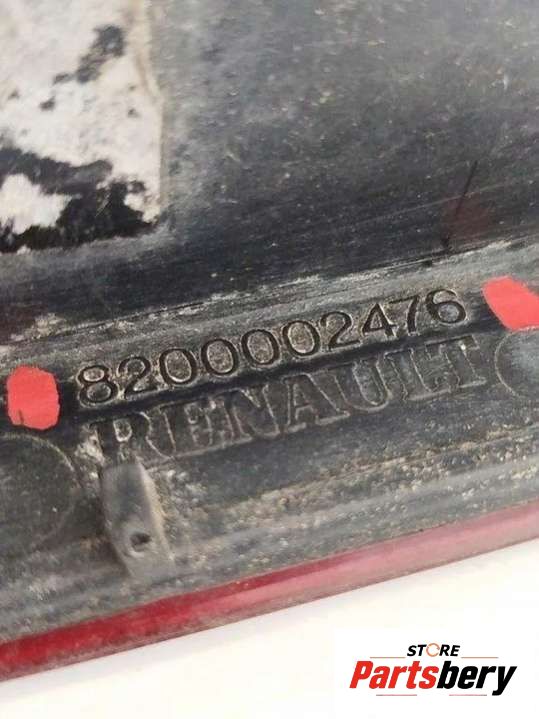 8200002476
RENAULT
STORE
Partsbery